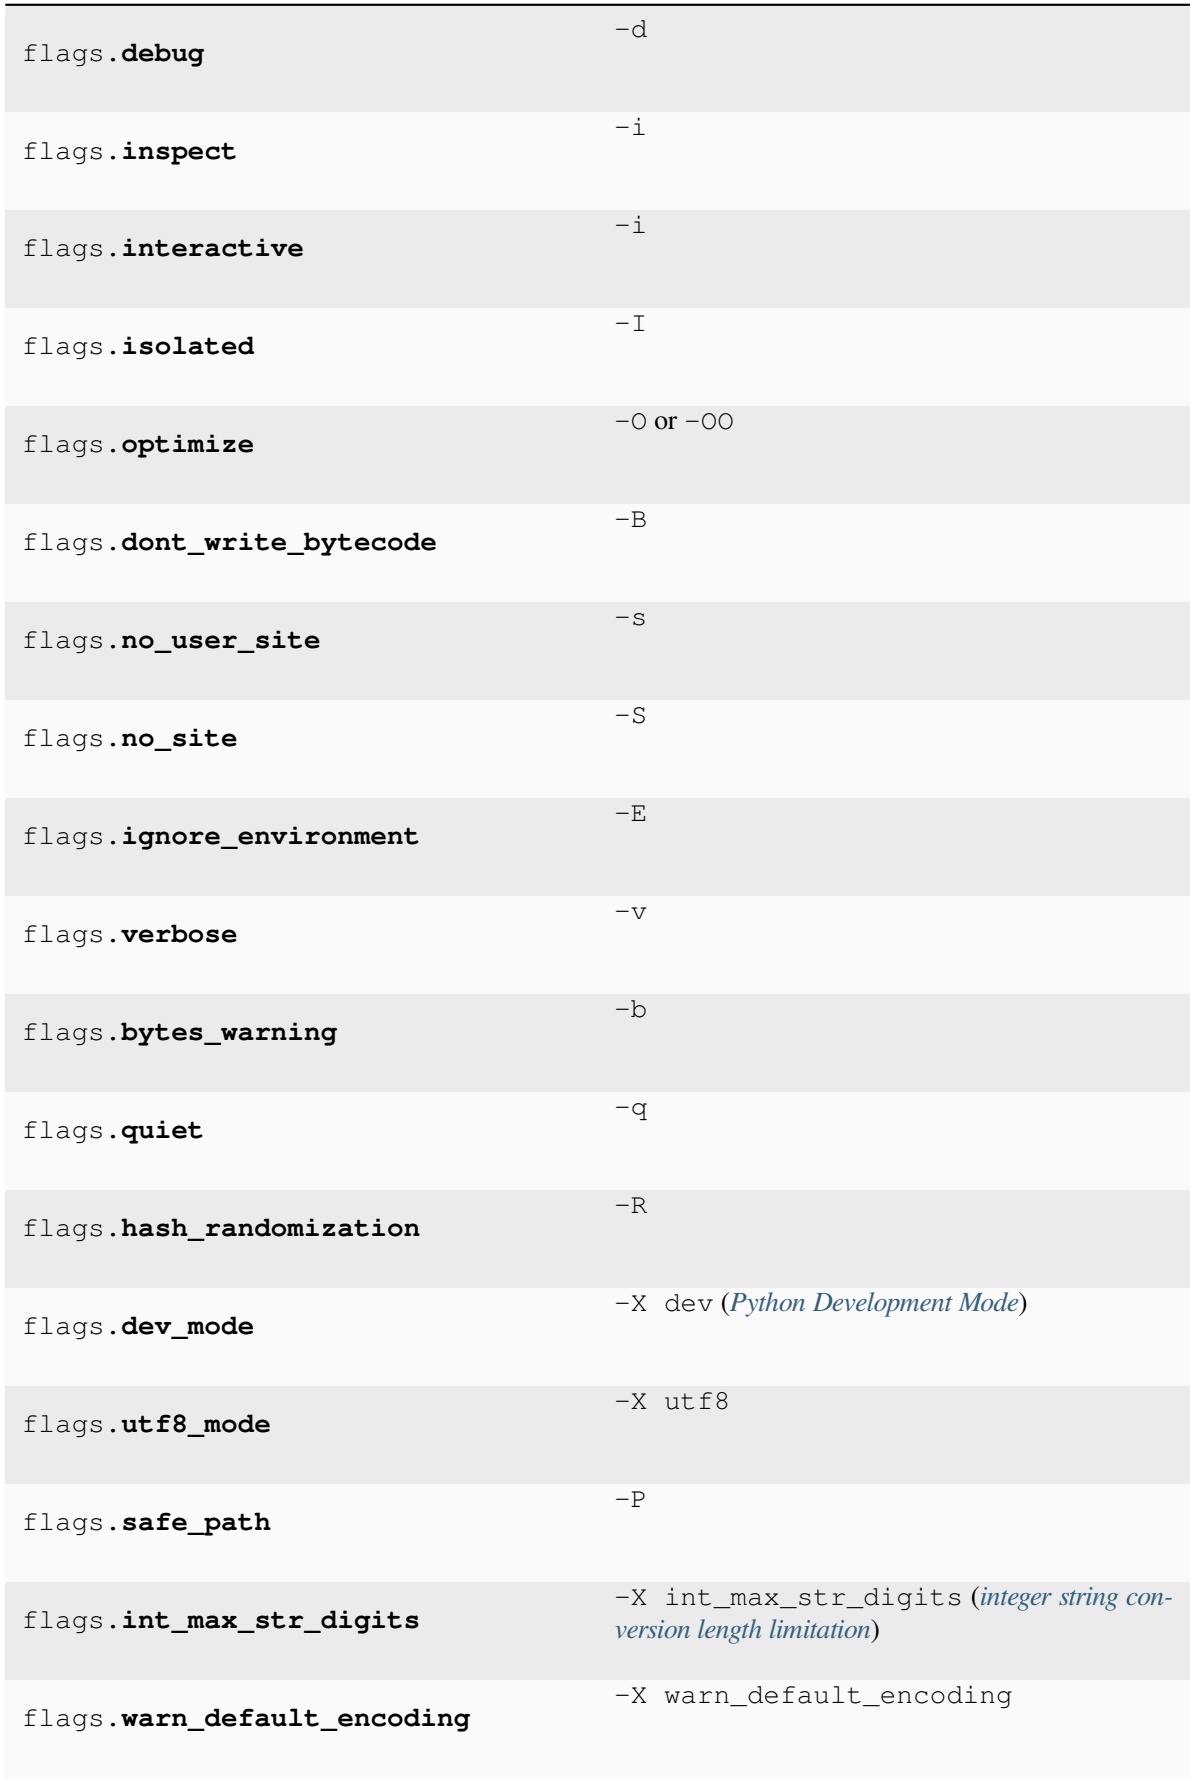 -d
flags.debug
-i
flags.inspect
-i
flags.interactive
-I
flags.isolated
-O or -OO
flags.optimize
-B
flags.dont_write_bytecode
-s
flags.no_user_site
-S
flags.no_site
-E
flags.ignore_environment
-v
flags.verbose
-b
flags.bytes_warning
-q
flags.quiet
-R
flags.hash_randomization
-X dev (Python Development Mode)
flags.dev_mode
-X utf8
flags.utf8_mode
-P
flags.safe_path
-X int_max_str_digits (integer string con-
version length limitation)
flags.int_max_str_digits
-X warn_default_encoding
flags.warn_default_encoding